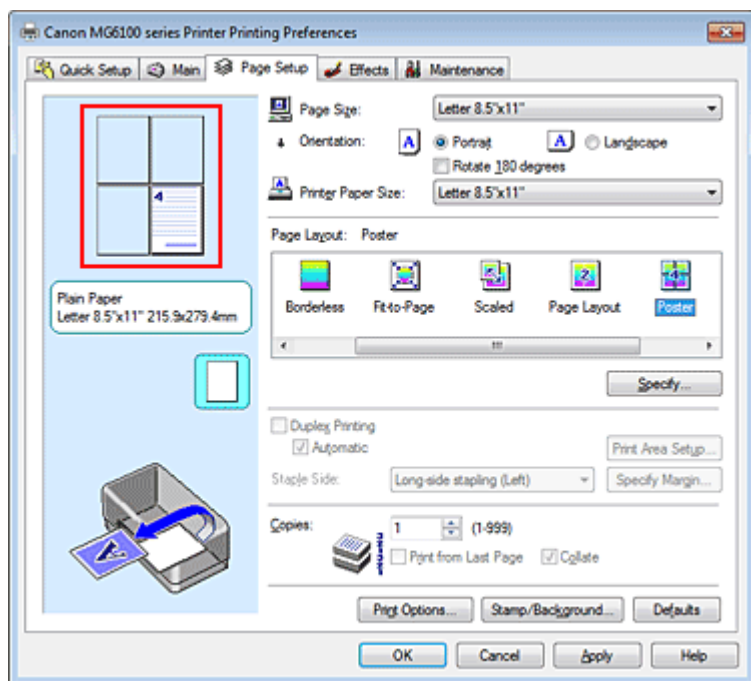 Canon MG6100 series Printer Printing Preferences
Quick Setup Main Page Setup Effects Maintenance
Page Size: Letter 8.5"x11"
Orientation: A Portrait A Landscape
Rotate 180 degrees
Printer Paper Size: Letter 8.5"x11"
Page Layout: Poster
Borderless Fit-to-Page Scaled Page Layout Poster
Plain Paper
Letter 8.5"x11" 215.9x279.4mm
Specify...
Duplex Printing
Automatic
Print Area Setup...
Staple Side: Long-side stapling (Left) Specify Margin...
Copies: 1 (1-999)
Print from Last Page Collate
Print Options... Stamp/Background... Defaults
OK Cancel Apply Help